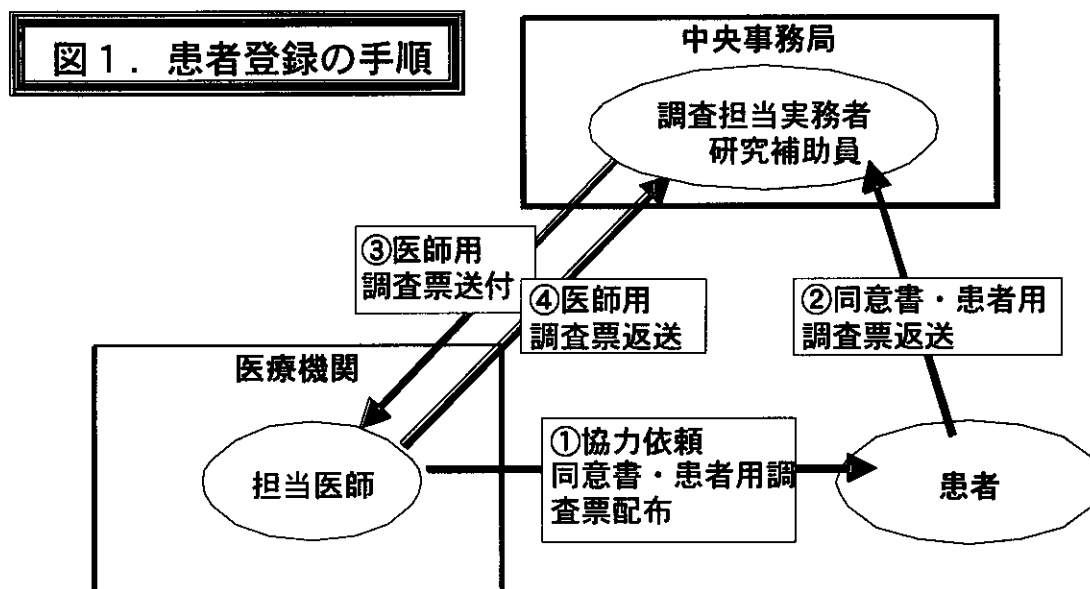 図1．患者登録の手順
中央事務局
調査担当実務者
研究補助員
③医師用
調査票送付
④医師用
調査票返送
②同意書・患者用
調査票返送
医療機関
担当医師
①協力依頼
同意書・患者用調
査票配布
患者